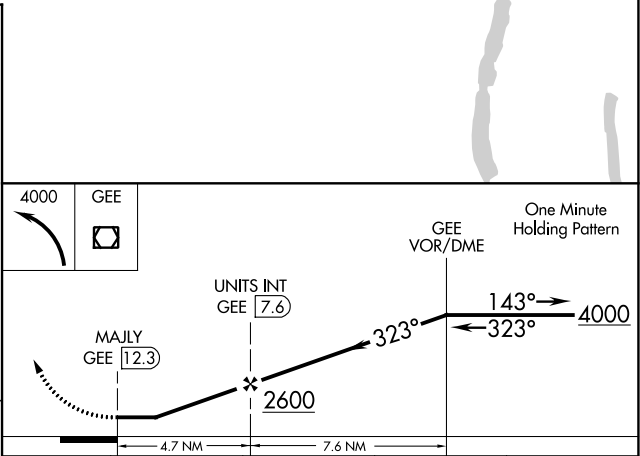 4000
GEE
One Minute
Holding Pattern
GEE
VOR/DME
143°
323°
4000
UNITS INT
GEE 7.6
323°
MAJLY
GEE 12.3
2600
4.7 NM
7.6 NM